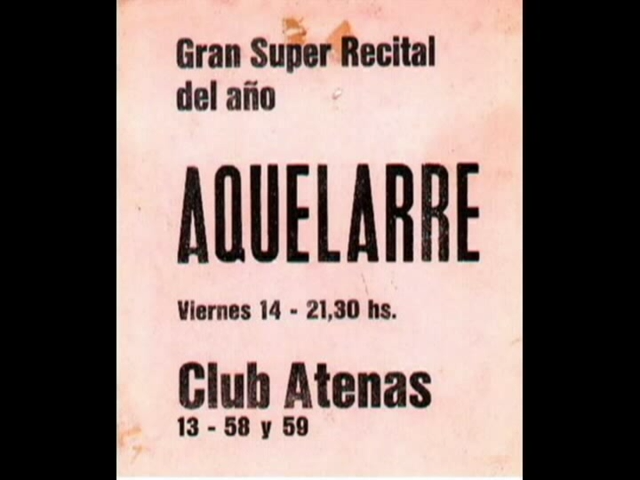 Gran Super Recital
del año
AQUELARRE
Viernes 14 - 21,30 hs.
Club Atenas
13 - 58 y 59